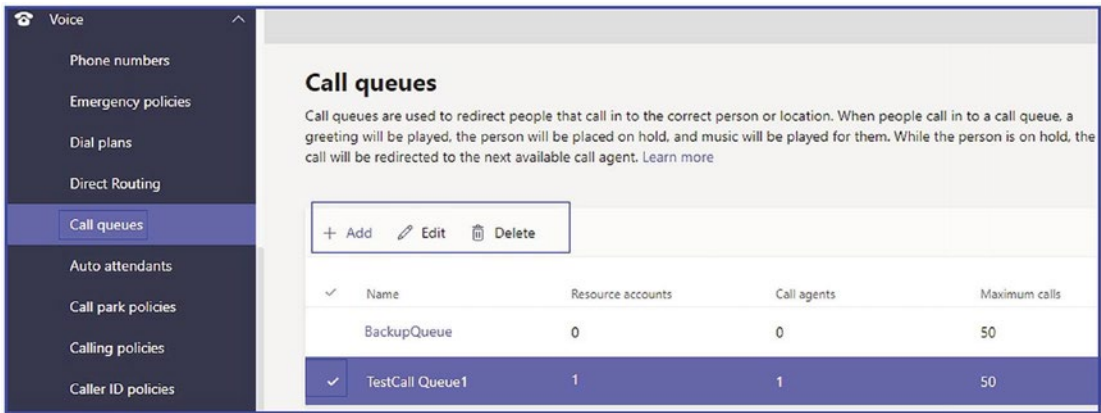 Voice
Phone numbers
Emergency policies
Dial plans
Direct Routing
Call queues
Auto attendants
Call park policies
Calling policies
Caller ID policies
Call queues
Call queues are used to redirect people that call in to the correct person or location. When people call in to a call queue, a
greeting will be played, the person will be placed on hold, and music will be played for them. While the person is on hold, the
call will be redirected to the next available call agent. Learn more
+ Add Edit Delete
Name Resource accounts Call agents Maximum calls
BackupQueue 0 0 50
TestCall Queue1 1 1 50